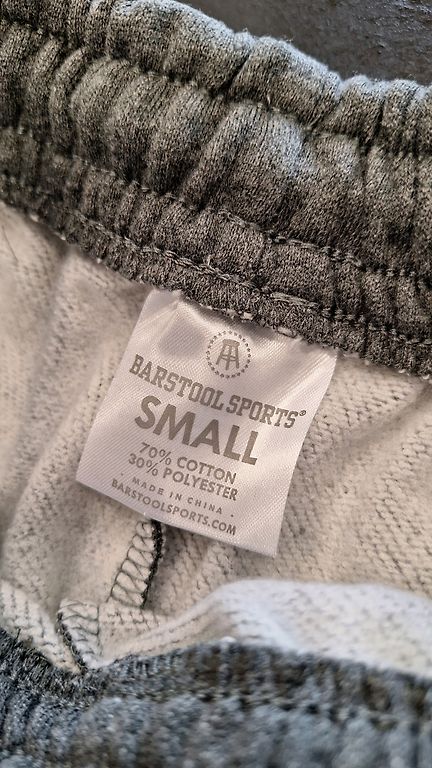 BARSTOOL SPORTS®
SMALL
70% COTTON
30% POLYESTER
· MADE IN CHINA ·
BARSTOOLSPORTS.COM